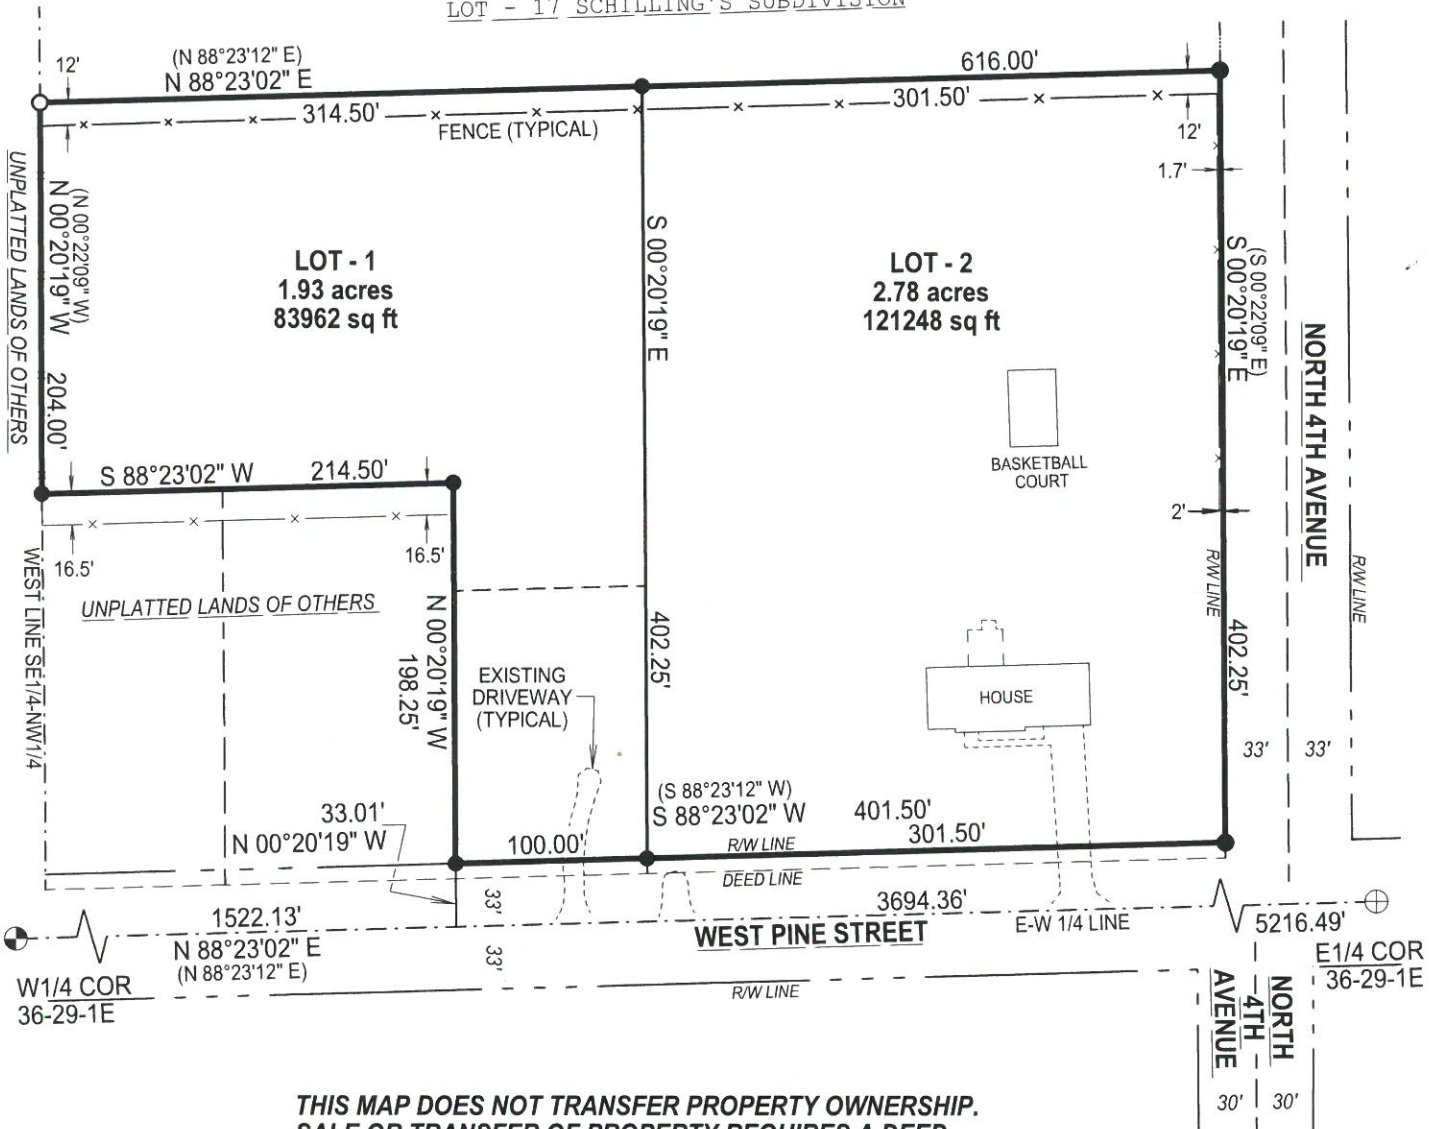 LOT - 17 SCHILLING'S SUBDIVISION
(N 88°23'12" E)
N 88°23'02" E
616.00'
12'
314.50'
301.50'
FENCE (TYPICAL)
12'
1.7'
UNPLATTED LANDS OF OTHERS
(N 00°22'09" W)
N 00°20'19" W
204.00'
LOT - 1
1.93 acres
83962 sq ft
S 00°20'19" E
402.25'
LOT - 2
2.78 acres
121248 sq ft
(S 00°22'09" E)
S 00°20'19" E
402.25'
NORTH 4TH AVENUE
R/W LINE
BASKETBALL
COURT
S 88°23'02" W
214.50'
2'
R/W LINE
16.5'
16.5'
UNPLATTED LANDS OF OTHERS
WEST LINE SE1/4-NW1/4
N 00°20'19" W
198.25'
EXISTING
DRIVEWAY
(TYPICAL)
HOUSE
33'
33'
33.01'
N 00°20'19" W
100.00'
(S 88°23'12" W)
S 88°23'02" W
401.50'
301.50'
R/W LINE
DEED LINE
33'
33'
1522.13'
N 88°23'02" E
(N 88°23'12" E)
3694.36'
E-W 1/4 LINE
5216.49'
WEST PINE STREET
W1/4 COR
36-29-1E
E1/4 COR
36-29-1E
R/W LINE
NORTH
4TH
AVENUE
30'
30'
THIS MAP DOES NOT TRANSFER PROPERTY OWNERSHIP.
SALE OR TRANSFER OF PROPERTY REQUIRES A DEED